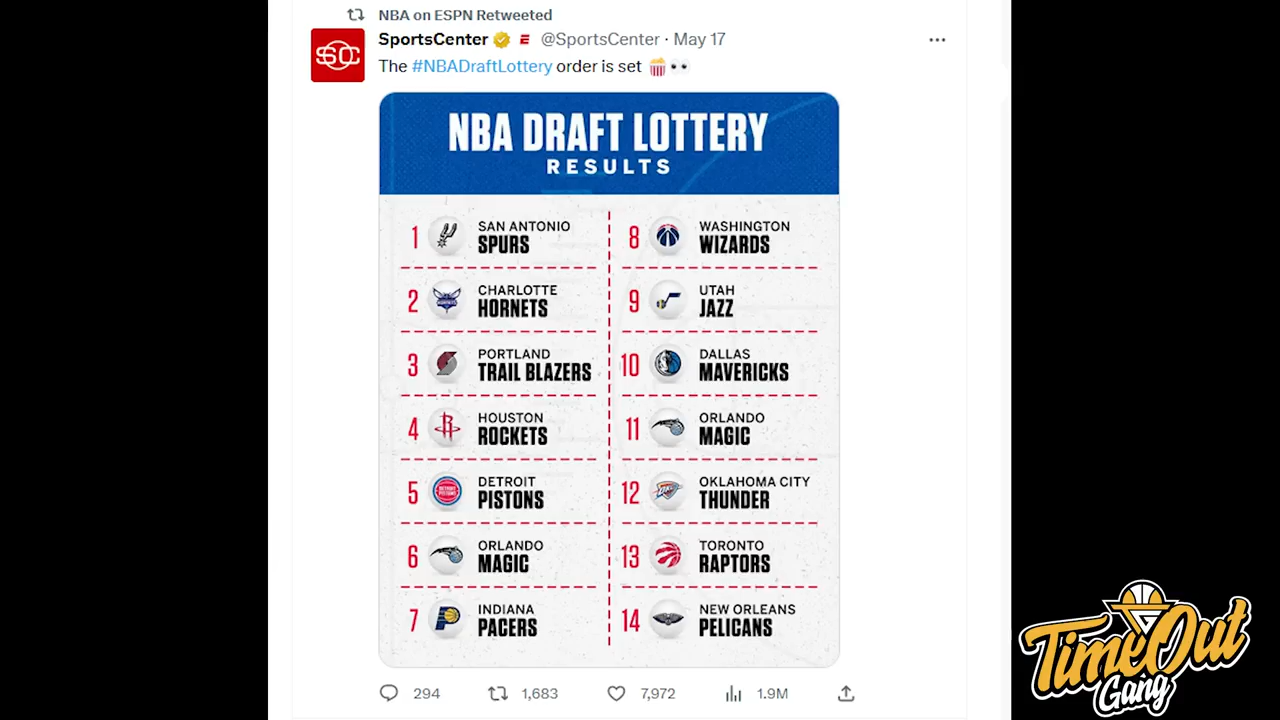 NBA on ESPN Retweeted
SportsCenter @SportsCenter · May 17
The #NBADraftLottery order is set 🍿👀
NBA DRAFT LOTTERY
RESULTS
1 SAN ANTONIO
SPURS
2 CHARLOTTE
HORNETS
3 PORTLAND
TRAIL BLAZERS
4 HOUSTON
ROCKETS
5 DETROIT
PISTONS
6 ORLANDO
MAGIC
7 INDIANA
PACERS
8 WASHINGTON
WIZARDS
9 UTAH
JAZZ
10 DALLAS
MAVERICKS
11 ORLANDO
MAGIC
12 OKLAHOMA CITY
THUNDER
13 TORONTO
RAPTORS
14 NEW ORLEANS
PELICANS
294 1,683 7,972 1.9M
SC
TimeOut
Gang